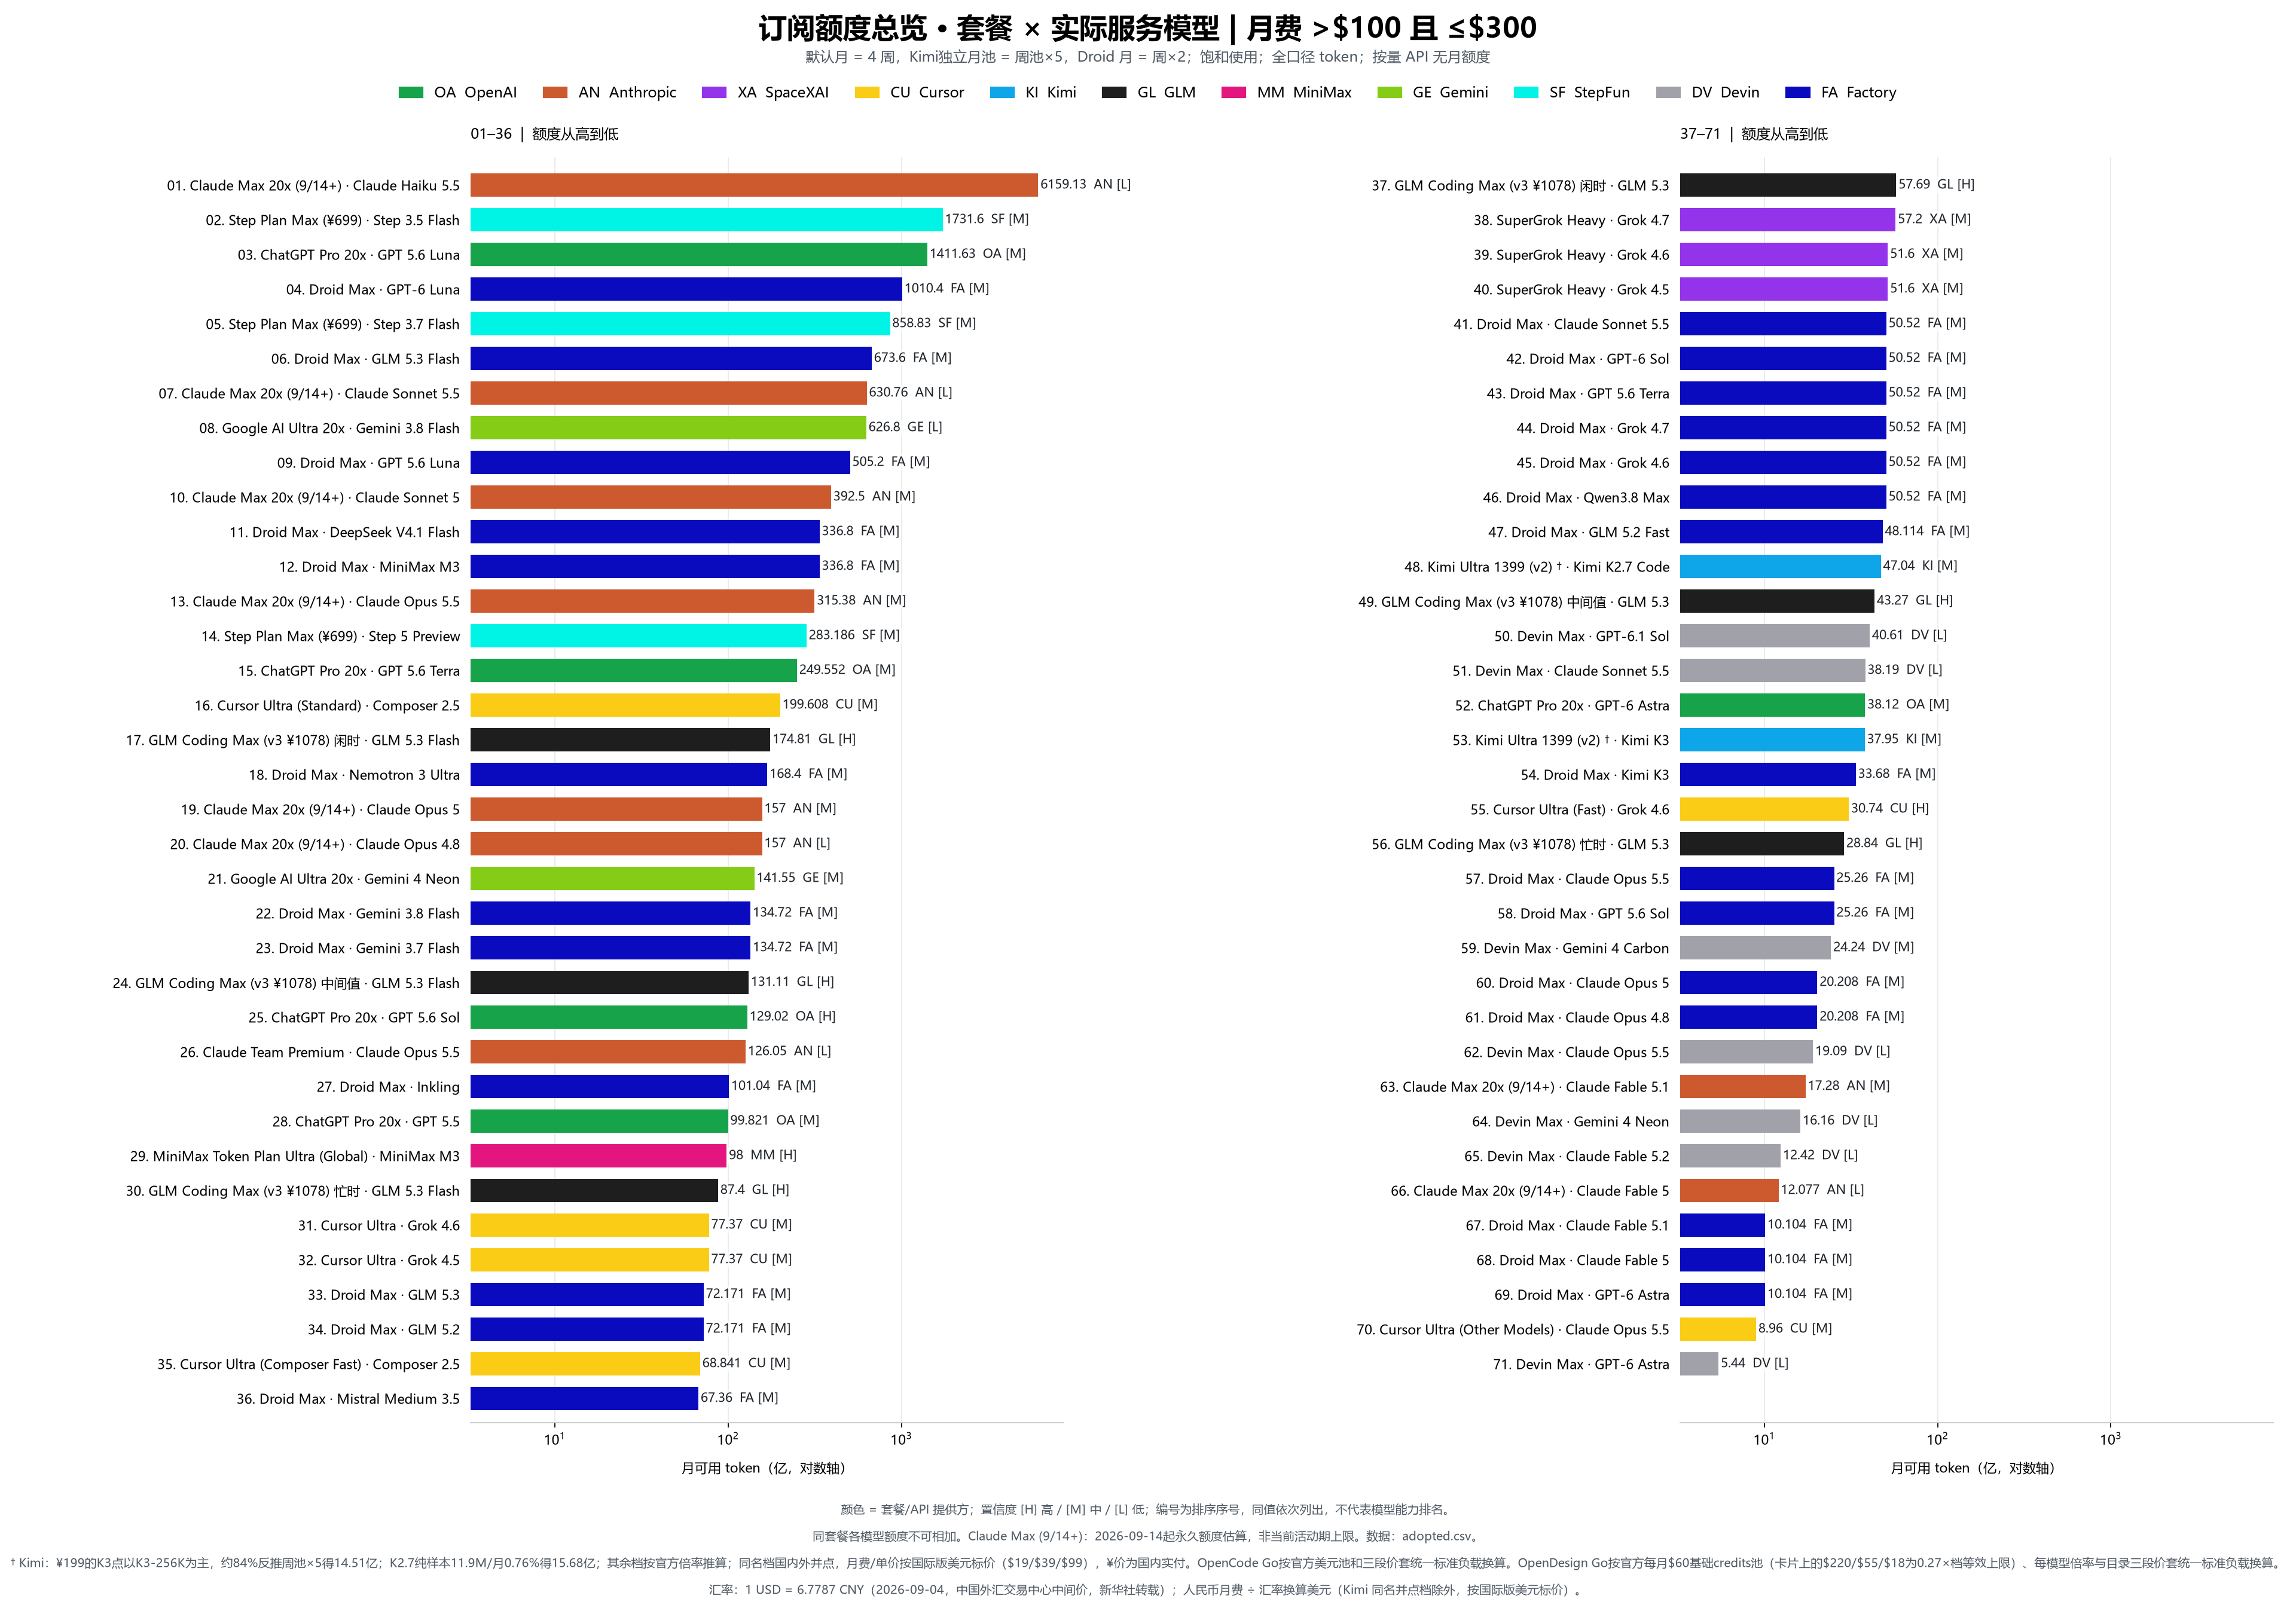 订阅额度总览 • 套餐 × 实际服务模型 | 月费 >$100 且 ≤$300
默认月 = 4 周，Kimi独立月池 = 周池×5，Droid 月 = 周×2；饱和使用；全口径 token；按量 API 无月额度
OA OpenAI AN Anthropic XA SpaceXAI CU Cursor KI Kimi GL GLM MM MiniMax GE Gemini SF StepFun DV Devin FA Factory
01–36 | 额度从高到低
01. Claude Max 20x (9/14+) · Claude Haiku 5.5 6159.13 AN [L]
02. Step Plan Max (¥699) · Step 3.5 Flash 1731.6 SF [M]
03. ChatGPT Pro 20x · GPT 5.6 Luna 1411.63 OA [M]
04. Droid Max · GPT-6 Luna 1010.4 FA [M]
05. Step Plan Max (¥699) · Step 3.7 Flash 858.83 SF [M]
06. Droid Max · GLM 5.3 Flash 673.6 FA [M]
07. Claude Max 20x (9/14+) · Claude Sonnet 5.5 630.76 AN [L]
08. Google AI Ultra 20x · Gemini 3.8 Flash 626.8 GE [L]
09. Droid Max · GPT 5.6 Luna 505.2 FA [M]
10. Claude Max 20x (9/14+) · Claude Sonnet 5 392.5 AN [M]
11. Droid Max · DeepSeek V4.1 Flash 336.8 FA [M]
12. Droid Max · MiniMax M3 336.8 FA [M]
13. Claude Max 20x (9/14+) · Claude Opus 5.5 315.38 AN [M]
14. Step Plan Max (¥699) · Step 5 Preview 283.186 SF [M]
15. ChatGPT Pro 20x · GPT 5.6 Terra 249.552 OA [M]
16. Cursor Ultra (Standard) · Composer 2.5 199.608 CU [M]
17. GLM Coding Max (v3 ¥1078) 闲时 · GLM 5.3 Flash 174.81 GL [H]
18. Droid Max · Nemotron 3 Ultra 168.4 FA [M]
19. Claude Max 20x (9/14+) · Claude Opus 5 157 AN [M]
20. Claude Max 20x (9/14+) · Claude Opus 4.8 157 AN [L]
21. Google AI Ultra 20x · Gemini 4 Neon 141.55 GE [M]
22. Droid Max · Gemini 3.8 Flash 134.72 FA [M]
23. Droid Max · Gemini 3.7 Flash 134.72 FA [M]
24. GLM Coding Max (v3 ¥1078) 中间值 · GLM 5.3 Flash 131.11 GL [H]
25. ChatGPT Pro 20x · GPT 5.6 Sol 129.02 OA [H]
26. Claude Team Premium · Claude Opus 5.5 126.05 AN [L]
27. Droid Max · Inkling 101.04 FA [M]
28. ChatGPT Pro 20x · GPT 5.5 99.821 OA [M]
29. MiniMax Token Plan Ultra (Global) · MiniMax M3 98 MM [H]
30. GLM Coding Max (v3 ¥1078) 忙时 · GLM 5.3 Flash 87.4 GL [H]
31. Cursor Ultra · Grok 4.6 77.37 CU [M]
32. Cursor Ultra · Grok 4.5 77.37 CU [M]
33. Droid Max · GLM 5.3 72.171 FA [M]
34. Droid Max · GLM 5.2 72.171 FA [M]
35. Cursor Ultra (Composer Fast) · Composer 2.5 68.841 CU [M]
36. Droid Max · Mistral Medium 3.5 67.36 FA [M]
10¹ 10² 10³
月可用 token（亿，对数轴）
37–71 | 额度从高到低
37. GLM Coding Max (v3 ¥1078) 闲时 · GLM 5.3 57.69 GL [H]
38. SuperGrok Heavy · Grok 4.7 57.2 XA [M]
39. SuperGrok Heavy · Grok 4.6 51.6 XA [M]
40. SuperGrok Heavy · Grok 4.5 51.6 XA [M]
41. Droid Max · Claude Sonnet 5.5 50.52 FA [M]
42. Droid Max · GPT-6 Sol 50.52 FA [M]
43. Droid Max · GPT 5.6 Terra 50.52 FA [M]
44. Droid Max · Grok 4.7 50.52 FA [M]
45. Droid Max · Grok 4.6 50.52 FA [M]
46. Droid Max · Qwen3.8 Max 50.52 FA [M]
47. Droid Max · GLM 5.2 Fast 48.114 FA [M]
48. Kimi Ultra 1399 (v2) † · Kimi K2.7 Code 47.04 KI [M]
49. GLM Coding Max (v3 ¥1078) 中间值 · GLM 5.3 43.27 GL [H]
50. Devin Max · GPT-6.1 Sol 40.61 DV [L]
51. Devin Max · Claude Sonnet 5.5 38.19 DV [L]
52. ChatGPT Pro 20x · GPT-6 Astra 38.12 OA [M]
53. Kimi Ultra 1399 (v2) † · Kimi K3 37.95 KI [M]
54. Droid Max · Kimi K3 33.68 FA [M]
55. Cursor Ultra (Fast) · Grok 4.6 30.74 CU [H]
56. GLM Coding Max (v3 ¥1078) 忙时 · GLM 5.3 28.84 GL [H]
57. Droid Max · Claude Opus 5.5 25.26 FA [M]
58. Droid Max · GPT 5.6 Sol 25.26 FA [M]
59. Devin Max · Gemini 4 Carbon 24.24 DV [M]
60. Droid Max · Claude Opus 5 20.208 FA [M]
61. Droid Max · Claude Opus 4.8 20.208 FA [M]
62. Devin Max · Claude Opus 5.5 19.09 DV [L]
63. Claude Max 20x (9/14+) · Claude Fable 5.1 17.28 AN [M]
64. Devin Max · Gemini 4 Neon 16.16 DV [L]
65. Devin Max · Claude Fable 5.2 12.42 DV [L]
66. Claude Max 20x (9/14+) · Claude Fable 5 12.077 AN [L]
67. Droid Max · Claude Fable 5.1 10.104 FA [M]
68. Droid Max · Claude Fable 5 10.104 FA [M]
69. Droid Max · GPT-6 Astra 10.104 FA [M]
70. Cursor Ultra (Other Models) · Claude Opus 5.5 8.96 CU [M]
71. Devin Max · GPT-6 Astra 5.44 DV [L]
10¹ 10² 10³
月可用 token（亿，对数轴）
颜色 = 套餐/API 提供方；置信度 [H] 高 / [M] 中 / [L] 低；编号为排序序号，同值依次列出，不代表模型能力排名。
同套餐各模型额度不可相加。Claude Max (9/14+)：2026-09-14起永久额度估算，非当前活动期上限。数据：adopted.csv。
† Kimi：¥199的K3点以K3-256K为主，约84%反推周池×5得14.51亿；K2.7纯样本11.9M/月0.76%得15.68亿；其余档按官方倍率推算；同名档国内外并点，月费/单价按国际版美元标价（$19/$39/$99），¥价为国内实付。OpenCode Go按官方美元池和三段价套统一标准负载换算。OpenDesign Go按官方每月$60基础credits池（卡片上的$220/$55/$18为0.27×档等效上限）、每模型倍率与目录三段价套统一标准负载换算。
汇率：1 USD = 6.7787 CNY（2026-09-04，中国外汇交易中心中间价，新华社转载）；人民币月费 ÷ 汇率换算美元（Kimi 同名并点档除外，按国际版美元标价）。